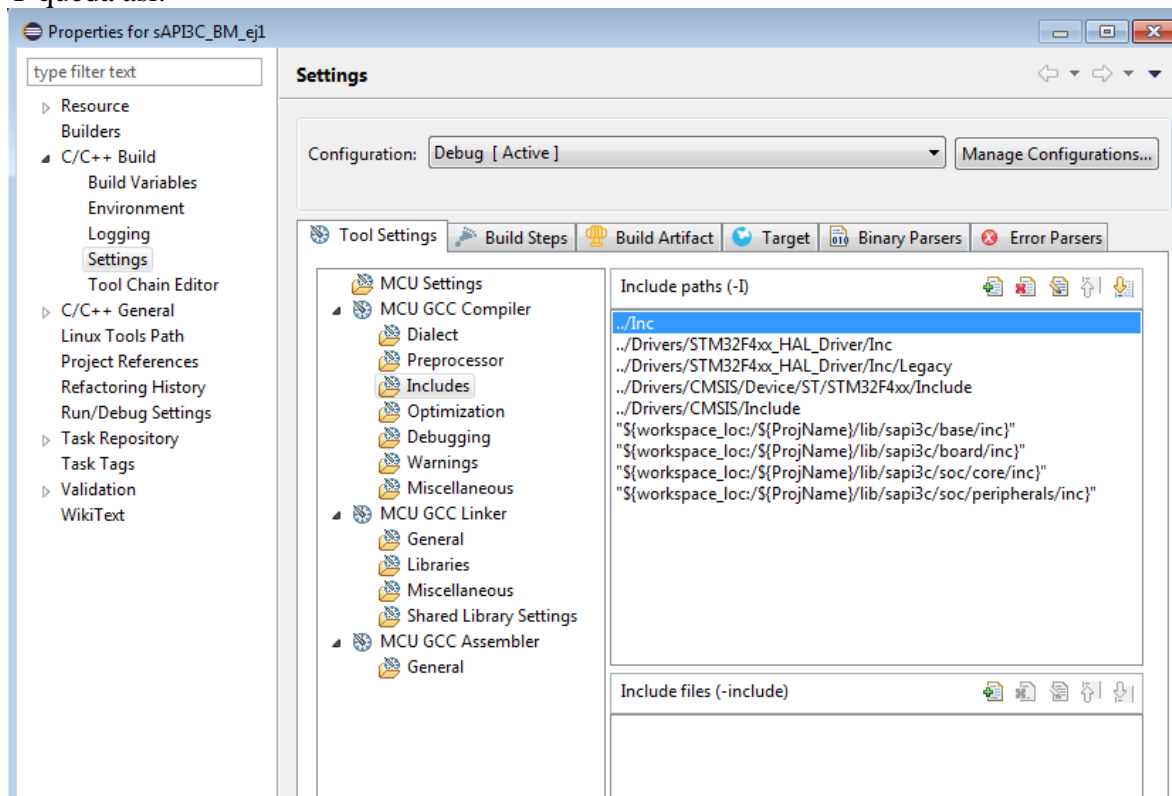 Y queda así:
Properties for sAPI3C_BM_ej1
type filter text
Resource
Builders
C/C++ Build
Build Variables
Environment
Logging
Settings
Tool Chain Editor
C/C++ General
Linux Tools Path
Project References
Refactoring History
Run/Debug Settings
Task Repository
Task Tags
Validation
WikiText
Settings
Configuration: Debug [ Active ] Manage Configurations...
Tool Settings Build Steps Build Artifact Target Binary Parsers Error Parsers
MCU Settings
MCU GCC Compiler
Dialect
Preprocessor
Includes
Optimization
Debugging
Warnings
Miscellaneous
MCU GCC Linker
General
Libraries
Miscellaneous
Shared Library Settings
MCU GCC Assembler
General
Include paths (-I)
../Inc
../Drivers/STM32F4xx_HAL_Driver/Inc
../Drivers/STM32F4xx_HAL_Driver/Inc/Legacy
../Drivers/CMSIS/Device/ST/STM32F4xx/Include
../Drivers/CMSIS/Include
"${workspace_loc:/${ProjName}/lib/sapi3c/base/inc}"
"${workspace_loc:/${ProjName}/lib/sapi3c/board/inc}"
"${workspace_loc:/${ProjName}/lib/sapi3c/soc/core/inc}"
"${workspace_loc:/${ProjName}/lib/sapi3c/soc/peripherals/inc}"
Include files (-include)